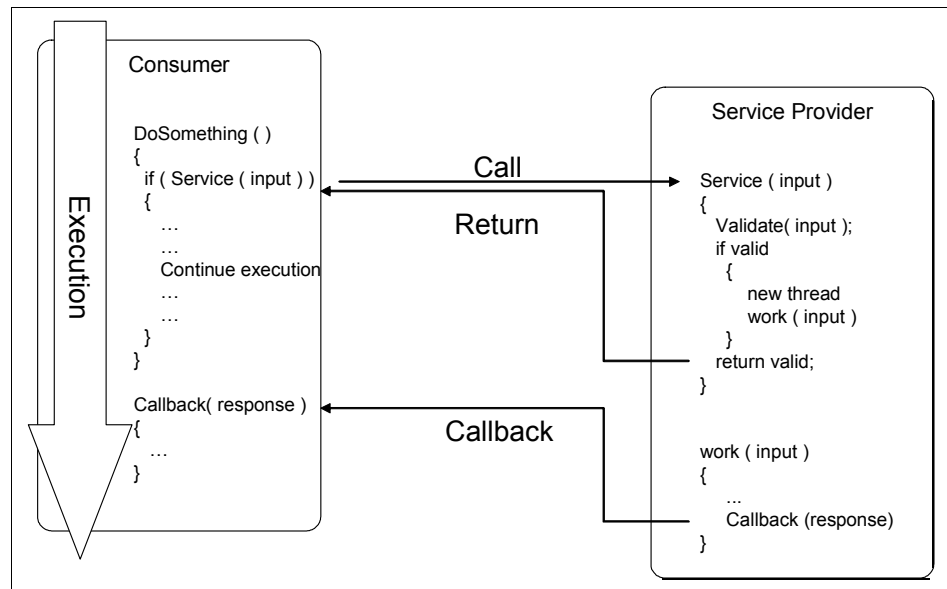 Execution
Consumer
DoSomething ( )
{
if ( Service ( input ) )
{
…
…
Continue execution
…
…
}
}
Callback( response )
{
…
}
Call
Return
Callback
Service Provider
Service ( input )
{
Validate( input );
if valid
{
new thread
work ( input )
}
return valid;
}
work ( input )
{
...
Callback (response)
}